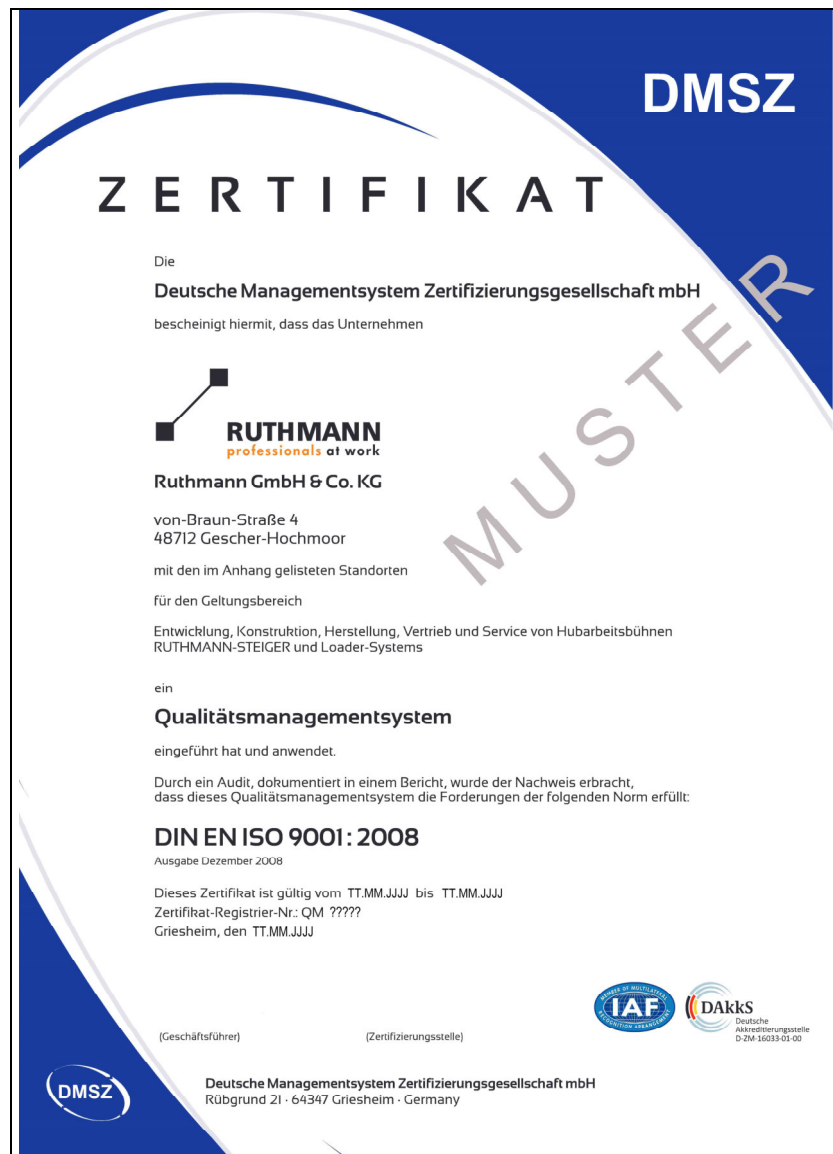 DMSZ
ZERTIFIKAT
Die
Deutsche Managementsystem Zertifizierungsgesellschaft mbH
bescheinigt hiermit, dass das Unternehmen
MUSTER
RUTHMANN
professionals at work
Ruthmann GmbH & Co. KG
von-Braun-Straße 4
48712 Gescher-Hochmoor
mit den im Anhang gelisteten Standorten
für den Geltungsbereich
Entwicklung, Konstruktion, Herstellung, Vertrieb und Service von Hubarbeitsbühnen
RUTHMANN-STEIGER und Loader-Systems
ein
Qualitätsmanagementsystem
eingeführt hat und anwendet.
Durch ein Audit, dokumentiert in einem Bericht, wurde der Nachweis erbracht,
dass dieses Qualitätsmanagementsystem die Forderungen der folgenden Norm erfüllt:
DIN EN ISO 9001: 2008
Ausgabe Dezember 2008
Dieses Zertifikat ist gültig vom TT.MM.JJJJ bis TT.MM.JJJJ
Zertifikat-Registrier-Nr.: QM ?????
Griesheim, den TT.MM.JJJJ
MEMBER OF MULTILATERAL
IAF
RECOGNITION ARRANGEMENT
DAkkS
Deutsche
Akkreditierungsstelle
D-ZM-16033-01-00
(Geschäftsführer) (Zertifizierungsstelle)
DMSZ
Deutsche Managementsystem Zertifizierungsgesellschaft mbH
Rübgrund 21 · 64347 Griesheim · Germany